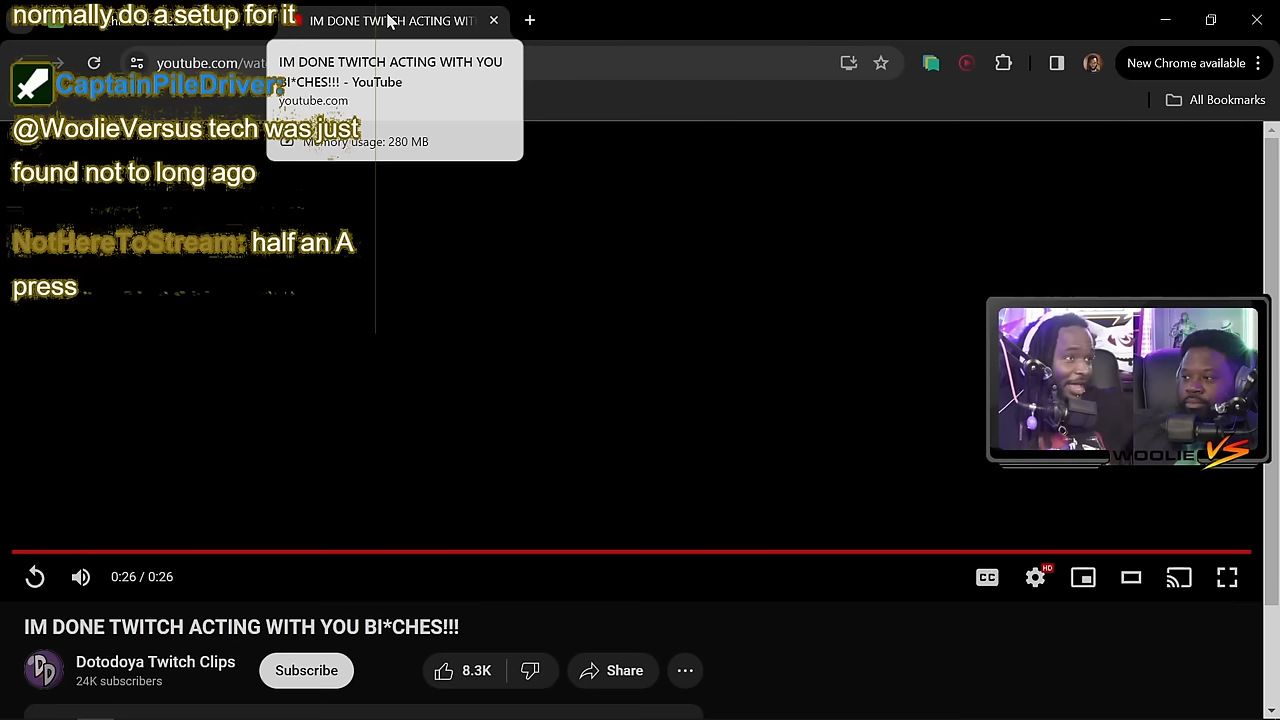 normally do a setup for it
IM DONE TWITCH ACTING WIT
youtube.com/wat
New Chrome available
IM DONE TWITCH ACTING WITH YOU
BI*CHES!!! - YouTube
youtube.com
Memory usage: 280 MB
All Bookmarks
CaptainPileDriver:
@WoolieVersus tech was just
found not to long ago
NotHereToStream: half an A
press
WOOLIE VS
0:26 / 0:26
CC
HD
IM DONE TWITCH ACTING WITH YOU BI*CHES!!!
Dotodoya Twitch Clips
24K subscribers
Subscribe
8.3K
Share